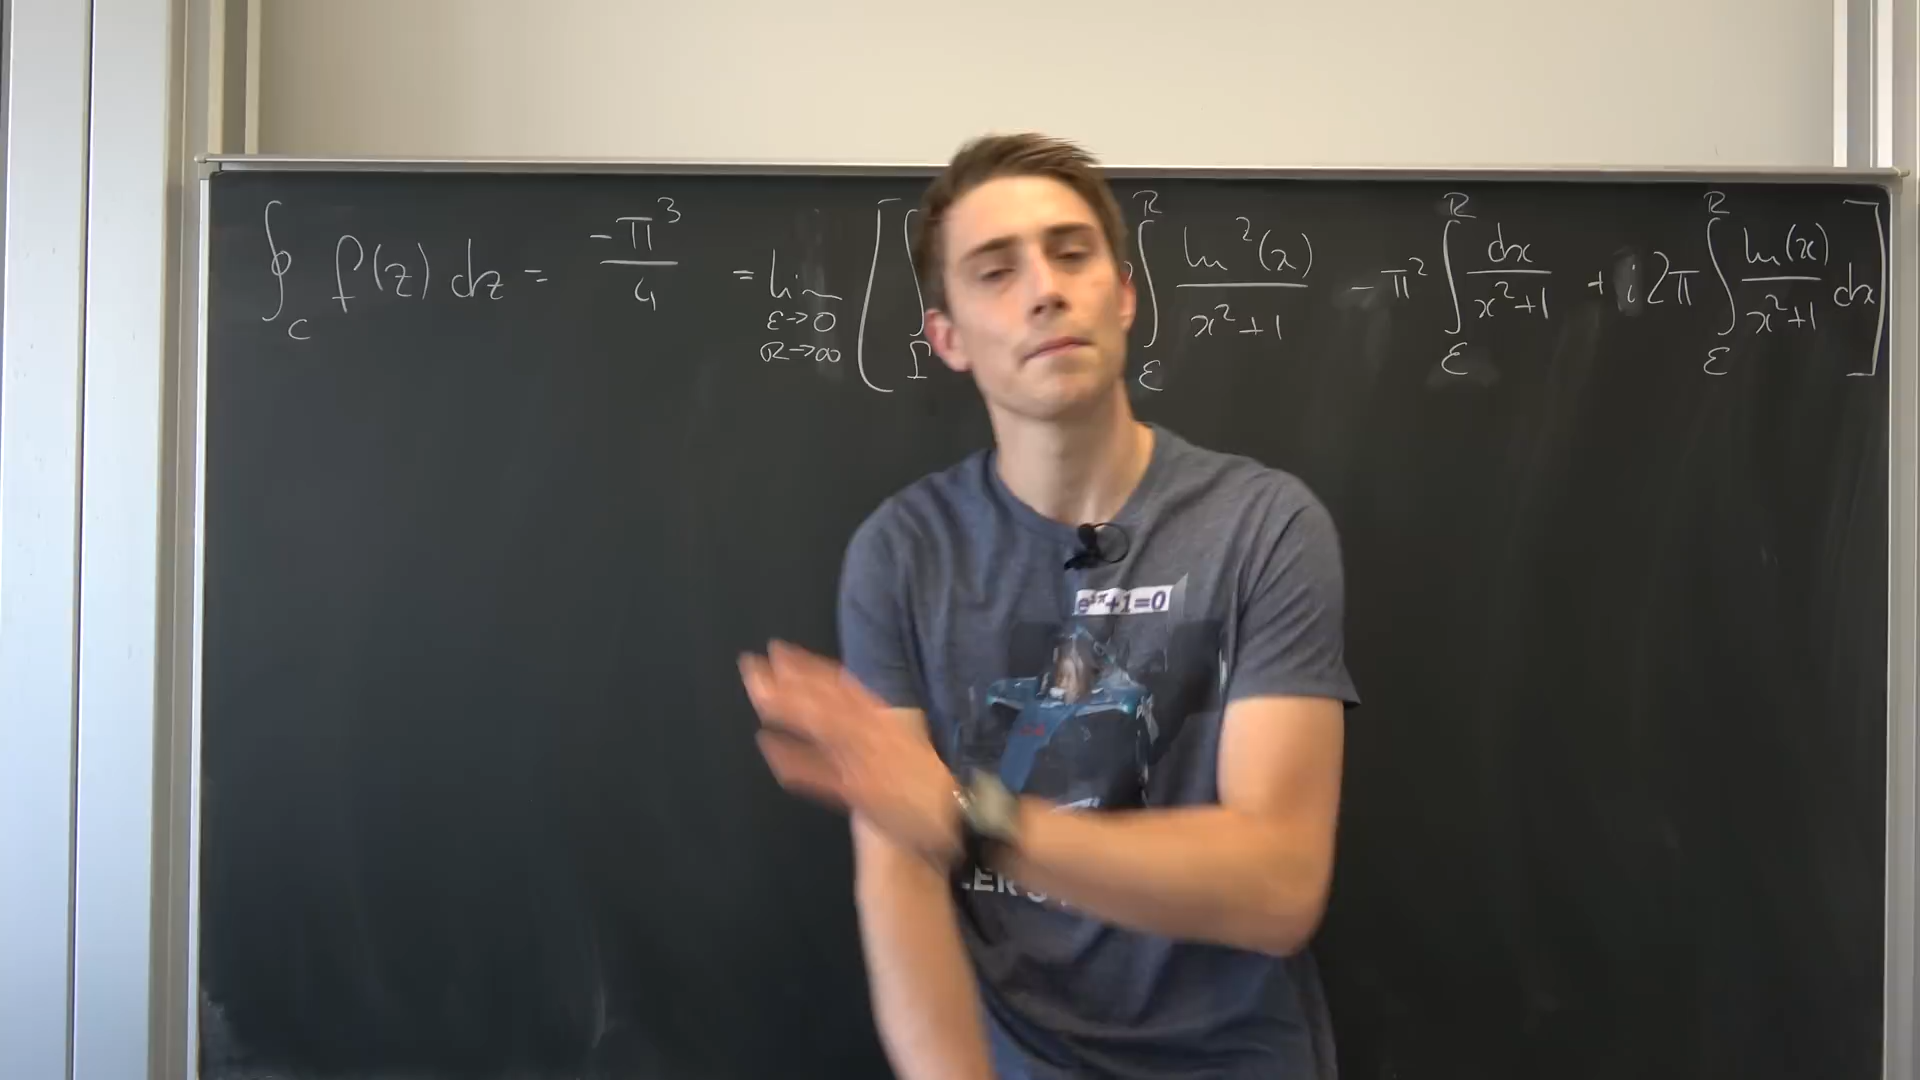 ∮_C f(z) dz = -π³/4 = lim_{ε→0, R→∞} [ ∫_Γ ∫_ε^R ln²(x)/(x²+1) - π² ∫_ε^R dx/(x²+1) + i2π ∫_ε^R ln(x)/(x²+1) dx ]
e^{iπ}+1=0